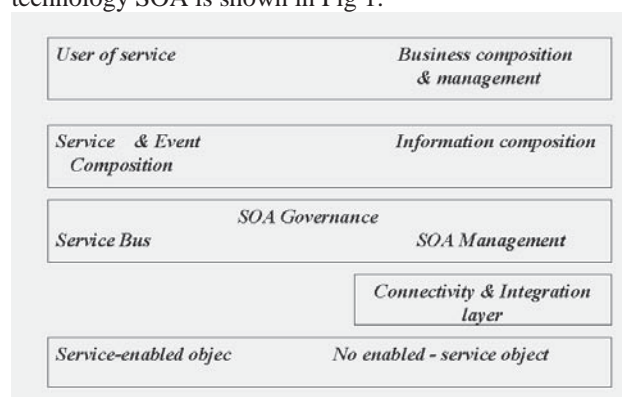 technology SOA is shown in Fig 1.
User of service
Business composition
& management
Service & Event
Composition
Information composition
SOA Governance
Service Bus
SOA Management
Connectivity & Integration
layer
Service-enabled objec
No enabled - service object